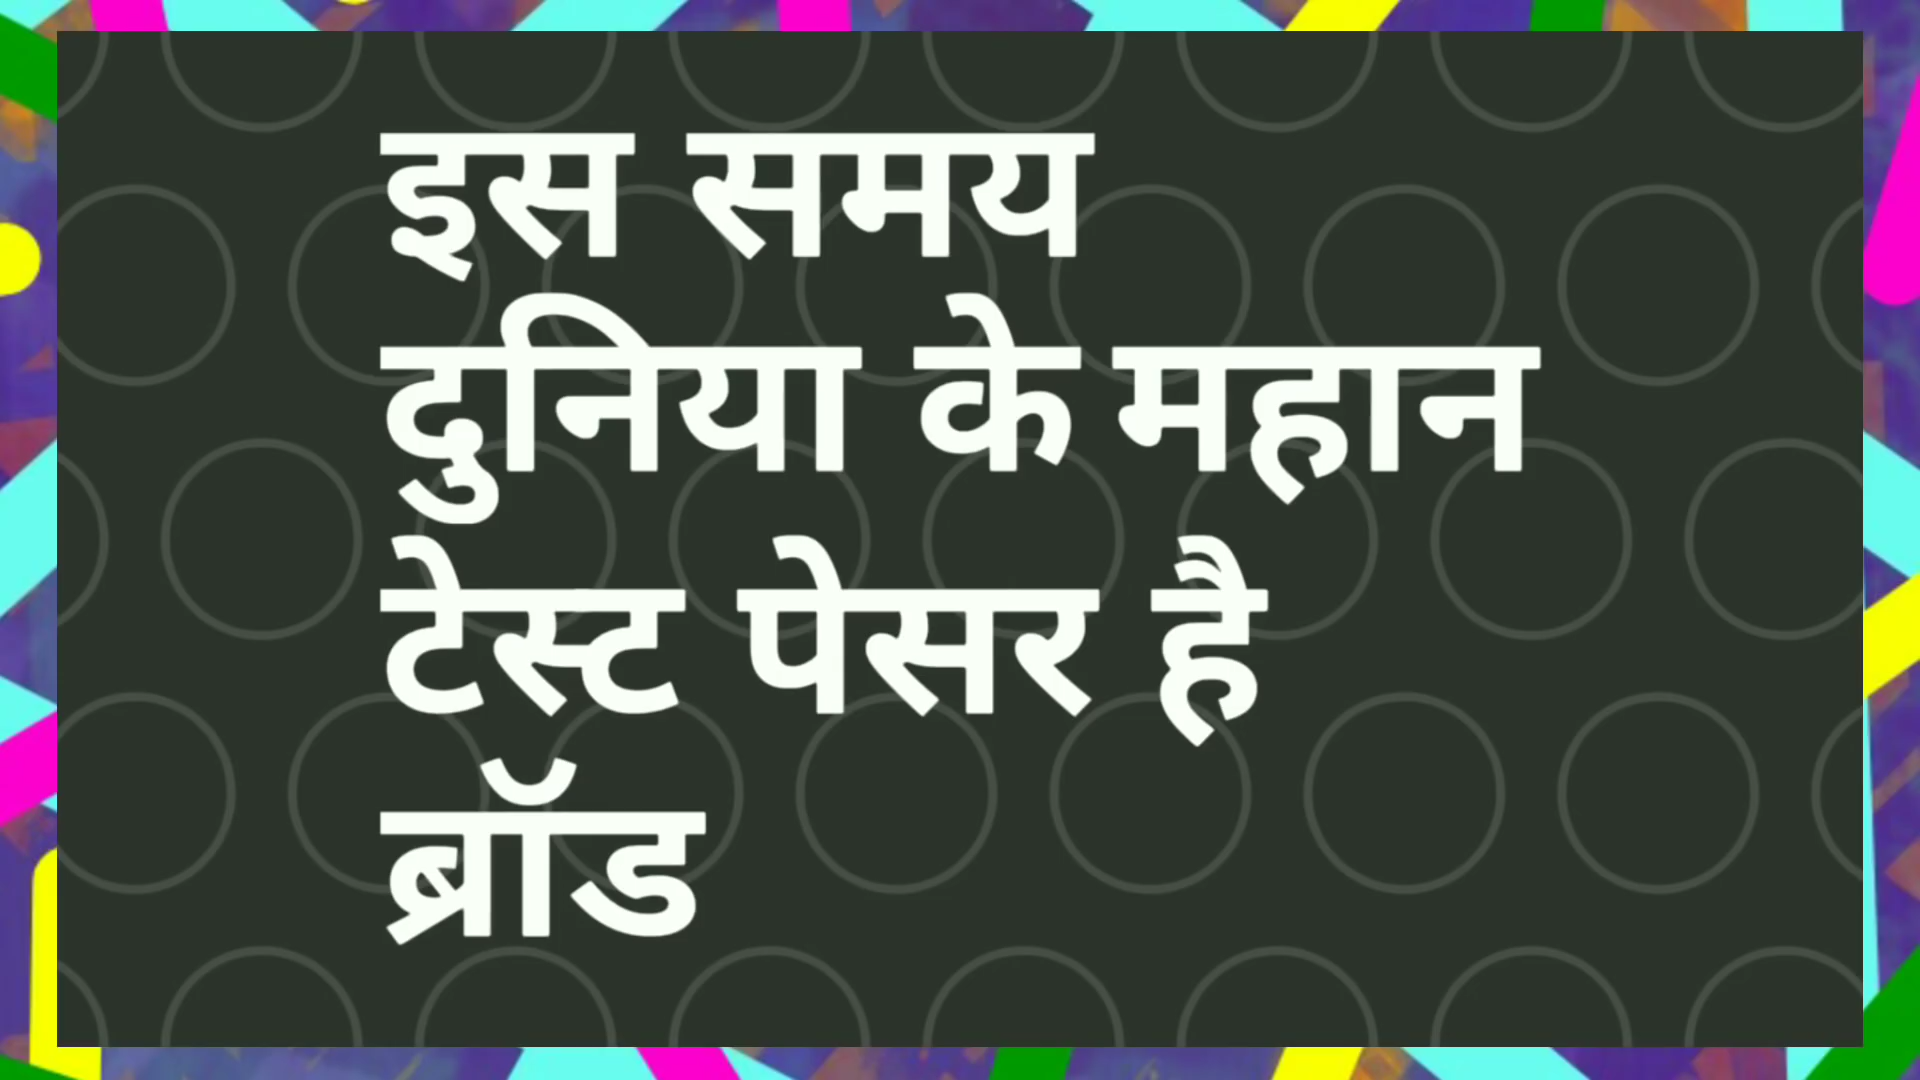 इस समय
दुनिया के महान
टेस्ट पेसर है
ब्रॉड